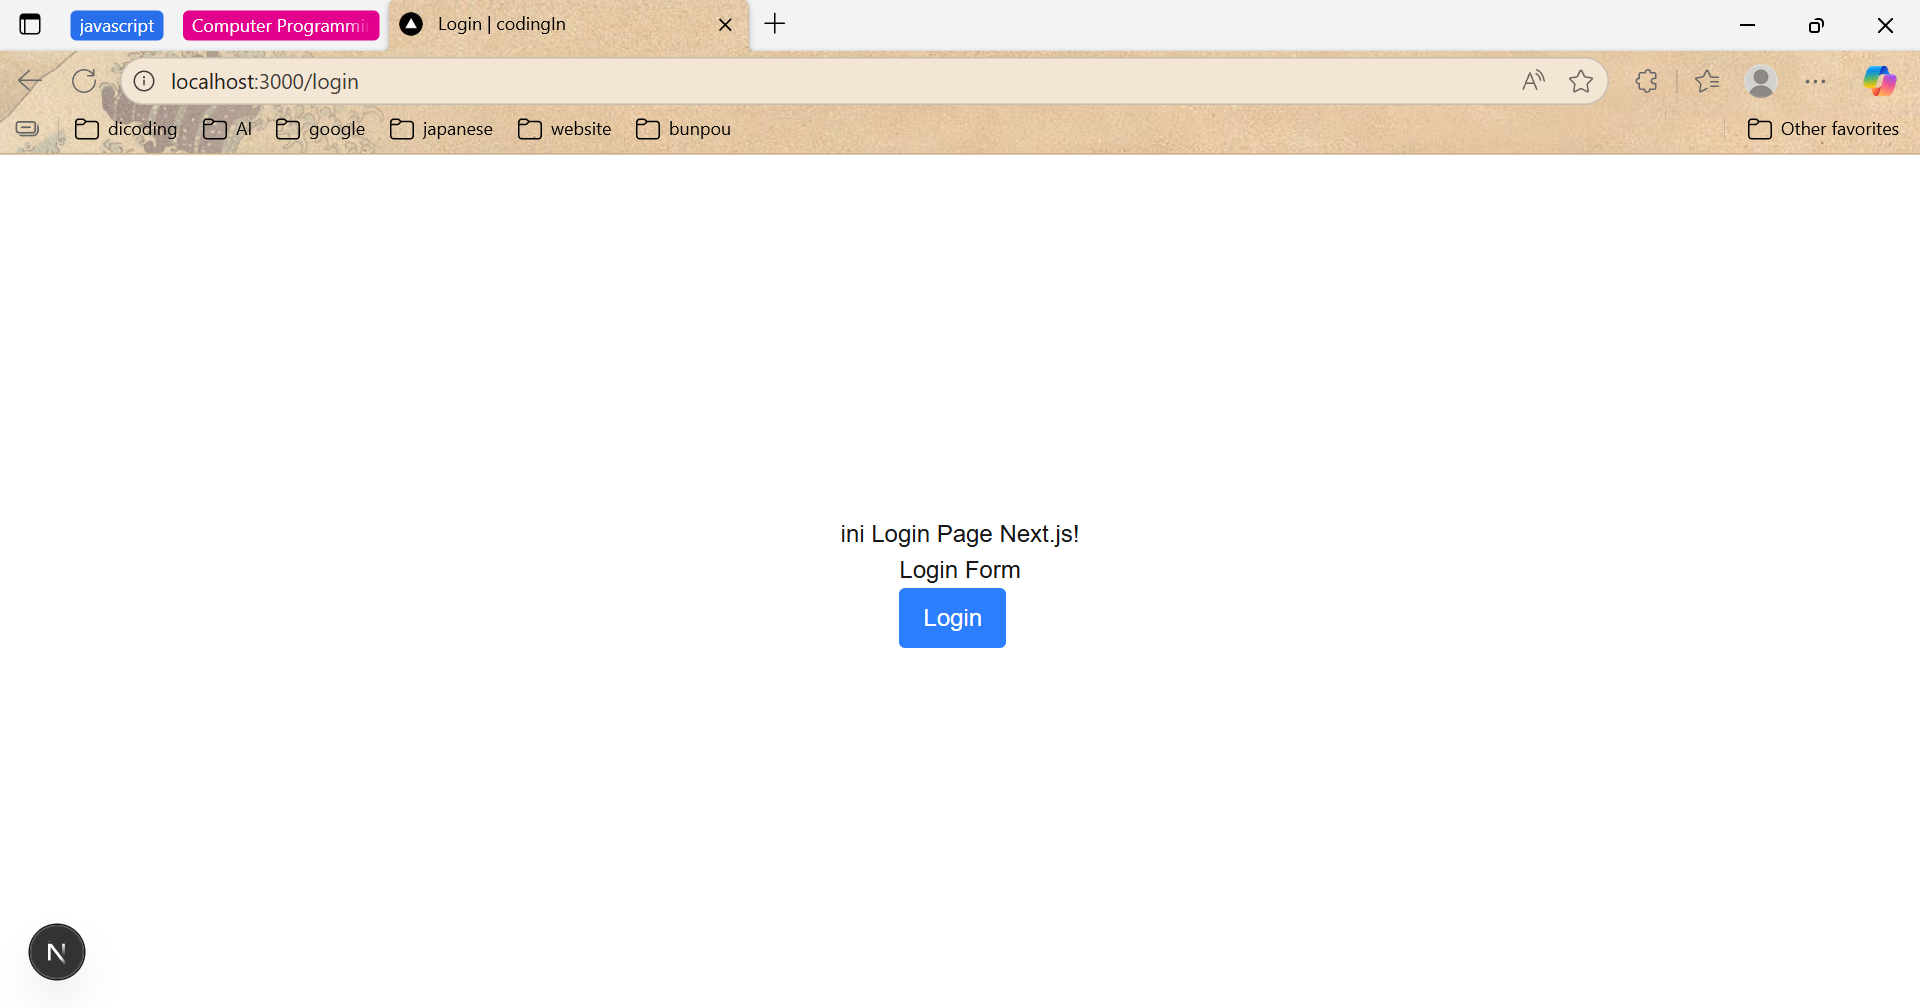 javascript
Computer Programmi
Login | codingIn
localhost:3000/login
dicoding
AI
google
japanese
website
bunpou
Other favorites
ini Login Page Next.js!
Login Form
Login
N